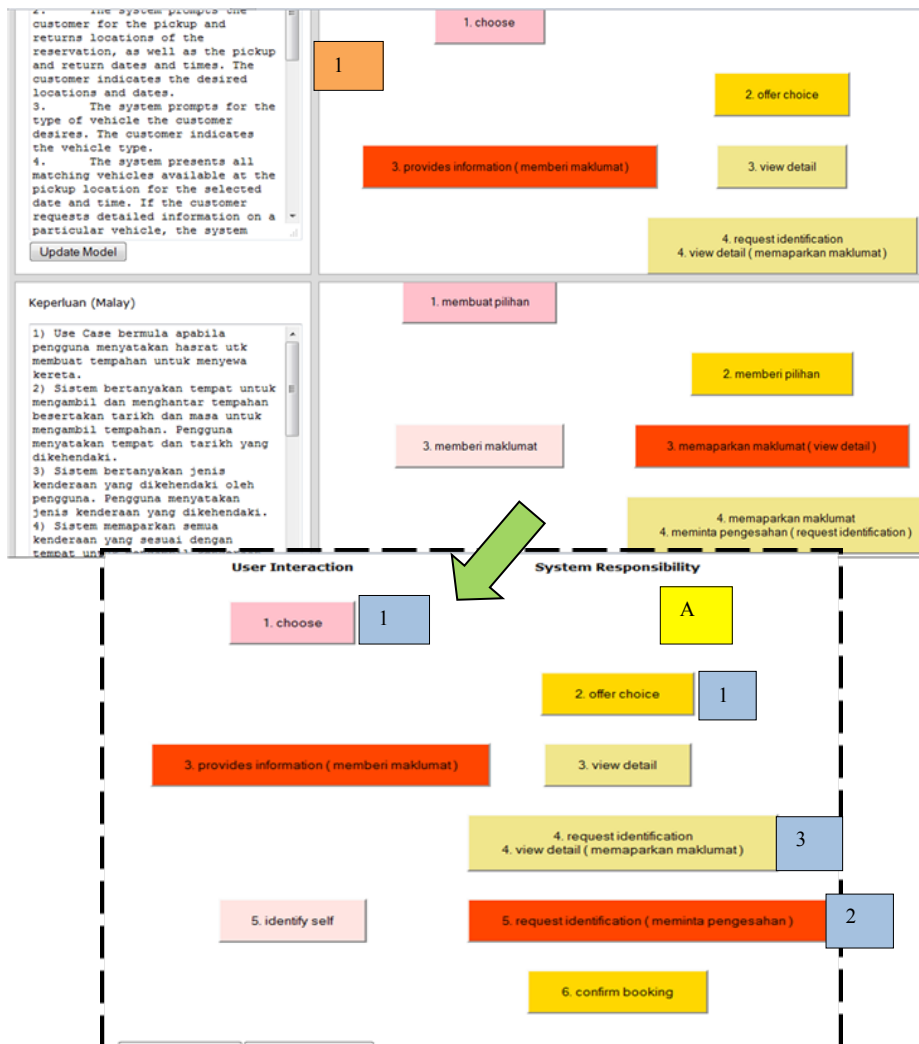 2. The system prompts the
customer for the pickup and
returns locations of the
reservation, as well as the pickup
and return dates and times. The
customer indicates the desired
locations and dates.
3. The system prompts for the
type of vehicle the customer
desires. The customer indicates
the vehicle type.
4. The system presents all
matching vehicles available at the
pickup location for the selected
date and time. If the customer
requests detailed information on a
particular vehicle, the system
Update Model
1
1. choose
2. offer choice
3. provides information ( memberi maklumat )
3. view detail
4. request identification
4. view detail ( memaparkan maklumat )
Keperluan (Malay)
1) Use Case bermula apabila
pengguna menyatakan hasrat utk
membuat tempahan untuk menyewa
kereta.
2) Sistem bertanyakan tempat untuk
mengambil dan menghantar tempahan
besertakan tarikh dan masa untuk
mengambil tempahan. Pengguna
menyatakan tempat dan tarikh yang
dikehendaki.
3) Sistem bertanyakan jenis
kenderaan yang dikehendaki oleh
pengguna. Pengguna menyatakan
jenis kenderaan yang dikehendaki.
4) Sistem memaparkan semua
kenderaan yang sesuai dengan
tempat
1. membuat pilihan
2. memberi pilihan
3. memberi maklumat
3. memaparkan maklumat ( view detail )
4. memaparkan maklumat
4. meminta pengesahan ( request identification )
User Interaction
System Responsibility
1. choose
1
A
2. offer choice
1
3. provides information ( memberi maklumat )
3. view detail
4. request identification
4. view detail ( memaparkan maklumat )
3
5. identify self
5. request identification ( meminta pengesahan )
2
6. confirm booking